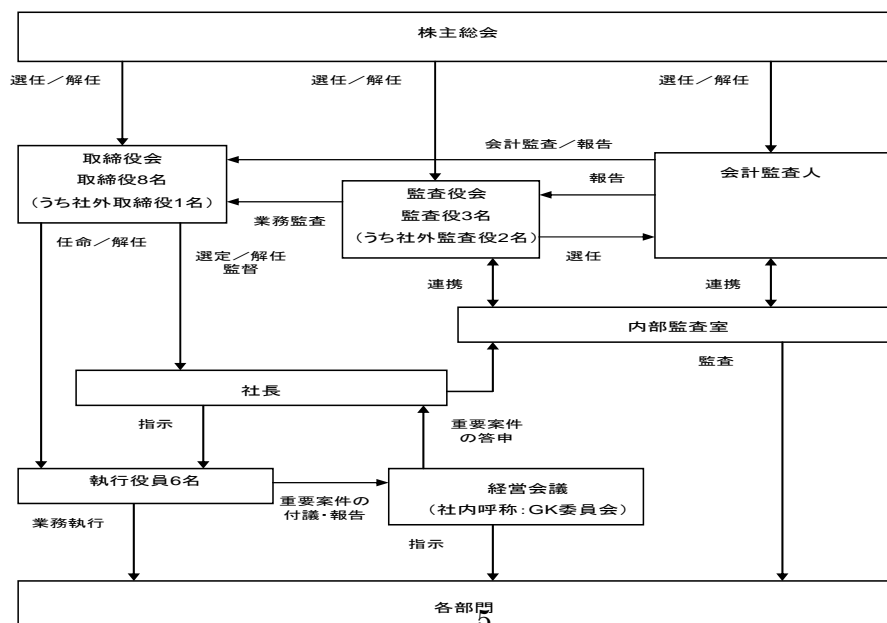 株主総会
選任／解任
選任／解任
選任／解任
取締役会
取締役8名
(うち社外取締役1名)
会計監査／報告
会計監査人
報告
監査役会
監査役3名
(うち社外監査役2名)
業務監査
選任
任命／解任
選定／解任
監督
連携
連携
内部監査室
監査
社長
指示
重要案件
の答申
執行役員6名
重要案件の
付議・報告
経営会議
(社内呼称:GK委員会)
業務執行
指示
各部門
5